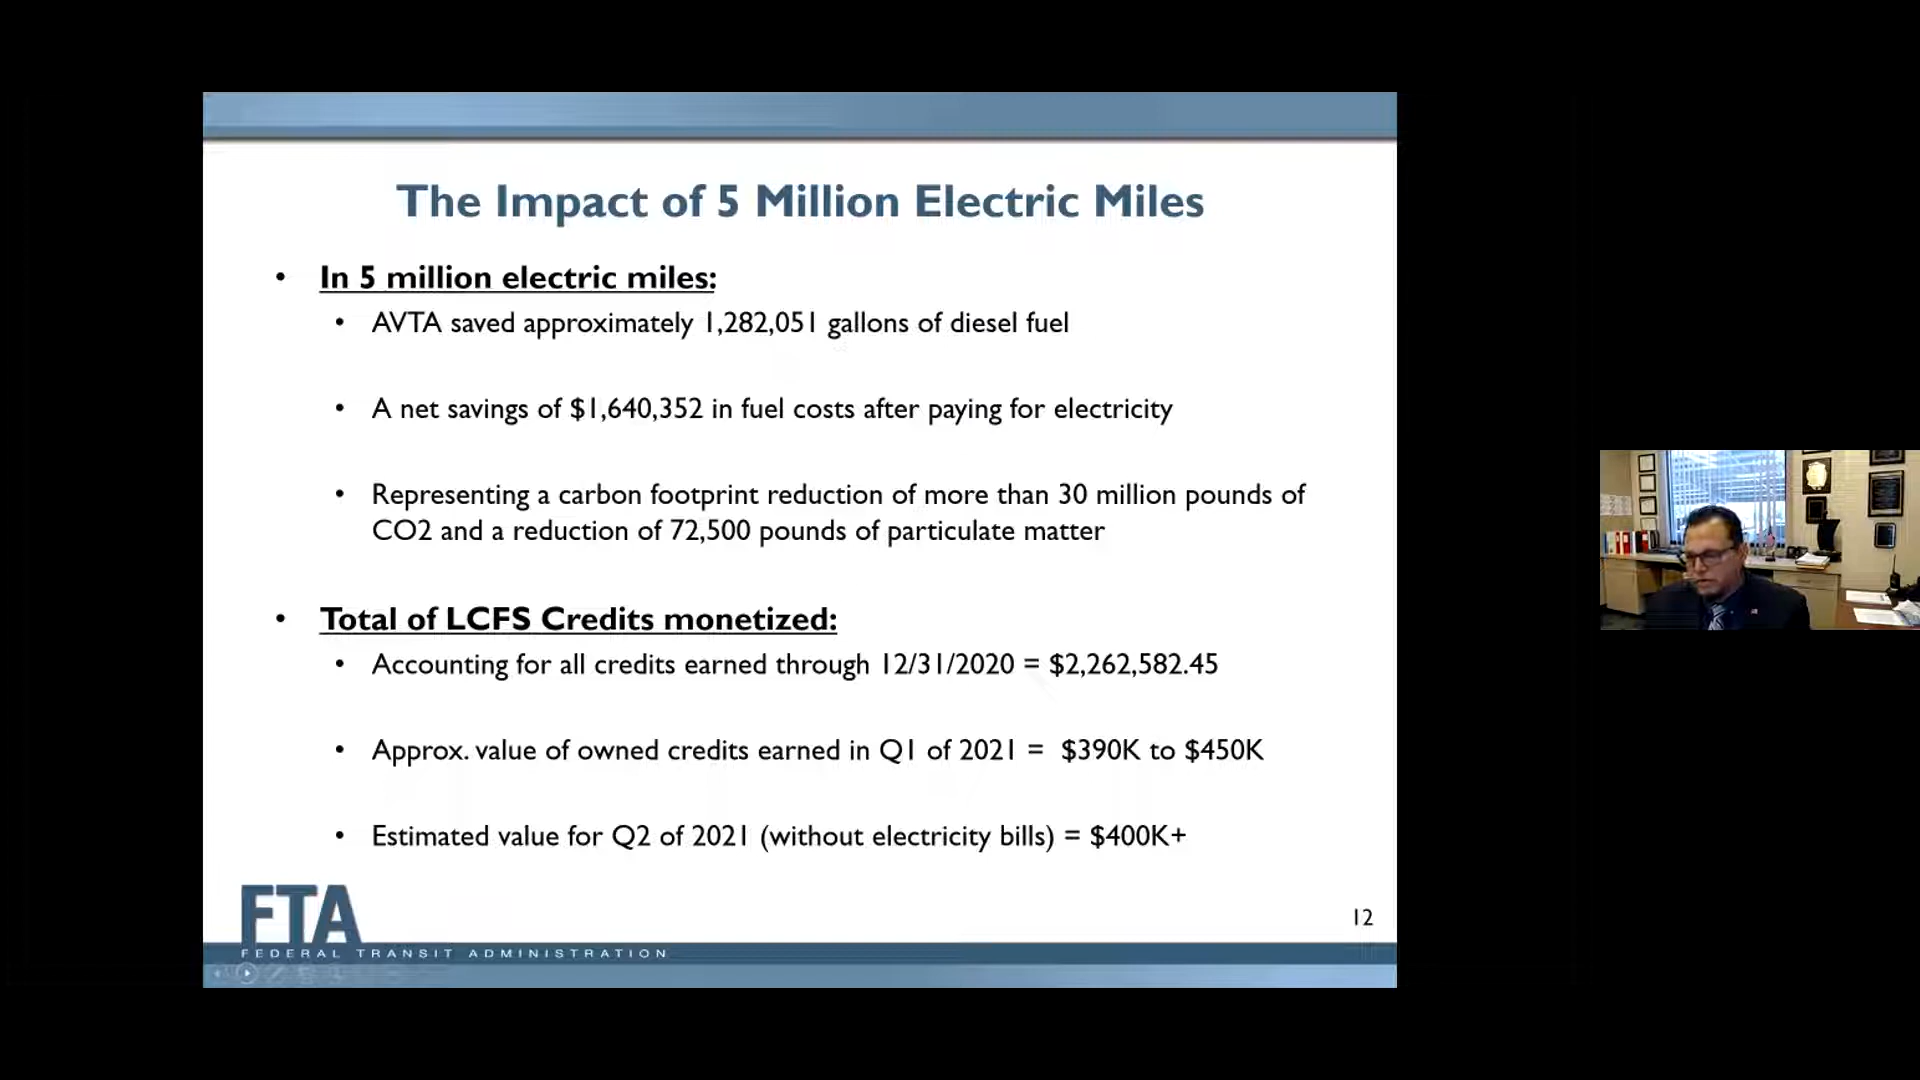 The Impact of 5 Million Electric Miles
• In 5 million electric miles:
• AVTA saved approximately 1,282,051 gallons of diesel fuel
• A net savings of $1,640,352 in fuel costs after paying for electricity
• Representing a carbon footprint reduction of more than 30 million pounds of
CO2 and a reduction of 72,500 pounds of particulate matter
• Total of LCFS Credits monetized:
• Accounting for all credits earned through 12/31/2020 = $2,262,582.45
• Approx. value of owned credits earned in Q1 of 2021 = $390K to $450K
• Estimated value for Q2 of 2021 (without electricity bills) = $400K+
FTA
FEDERAL TRANSIT ADMINISTRATION
12